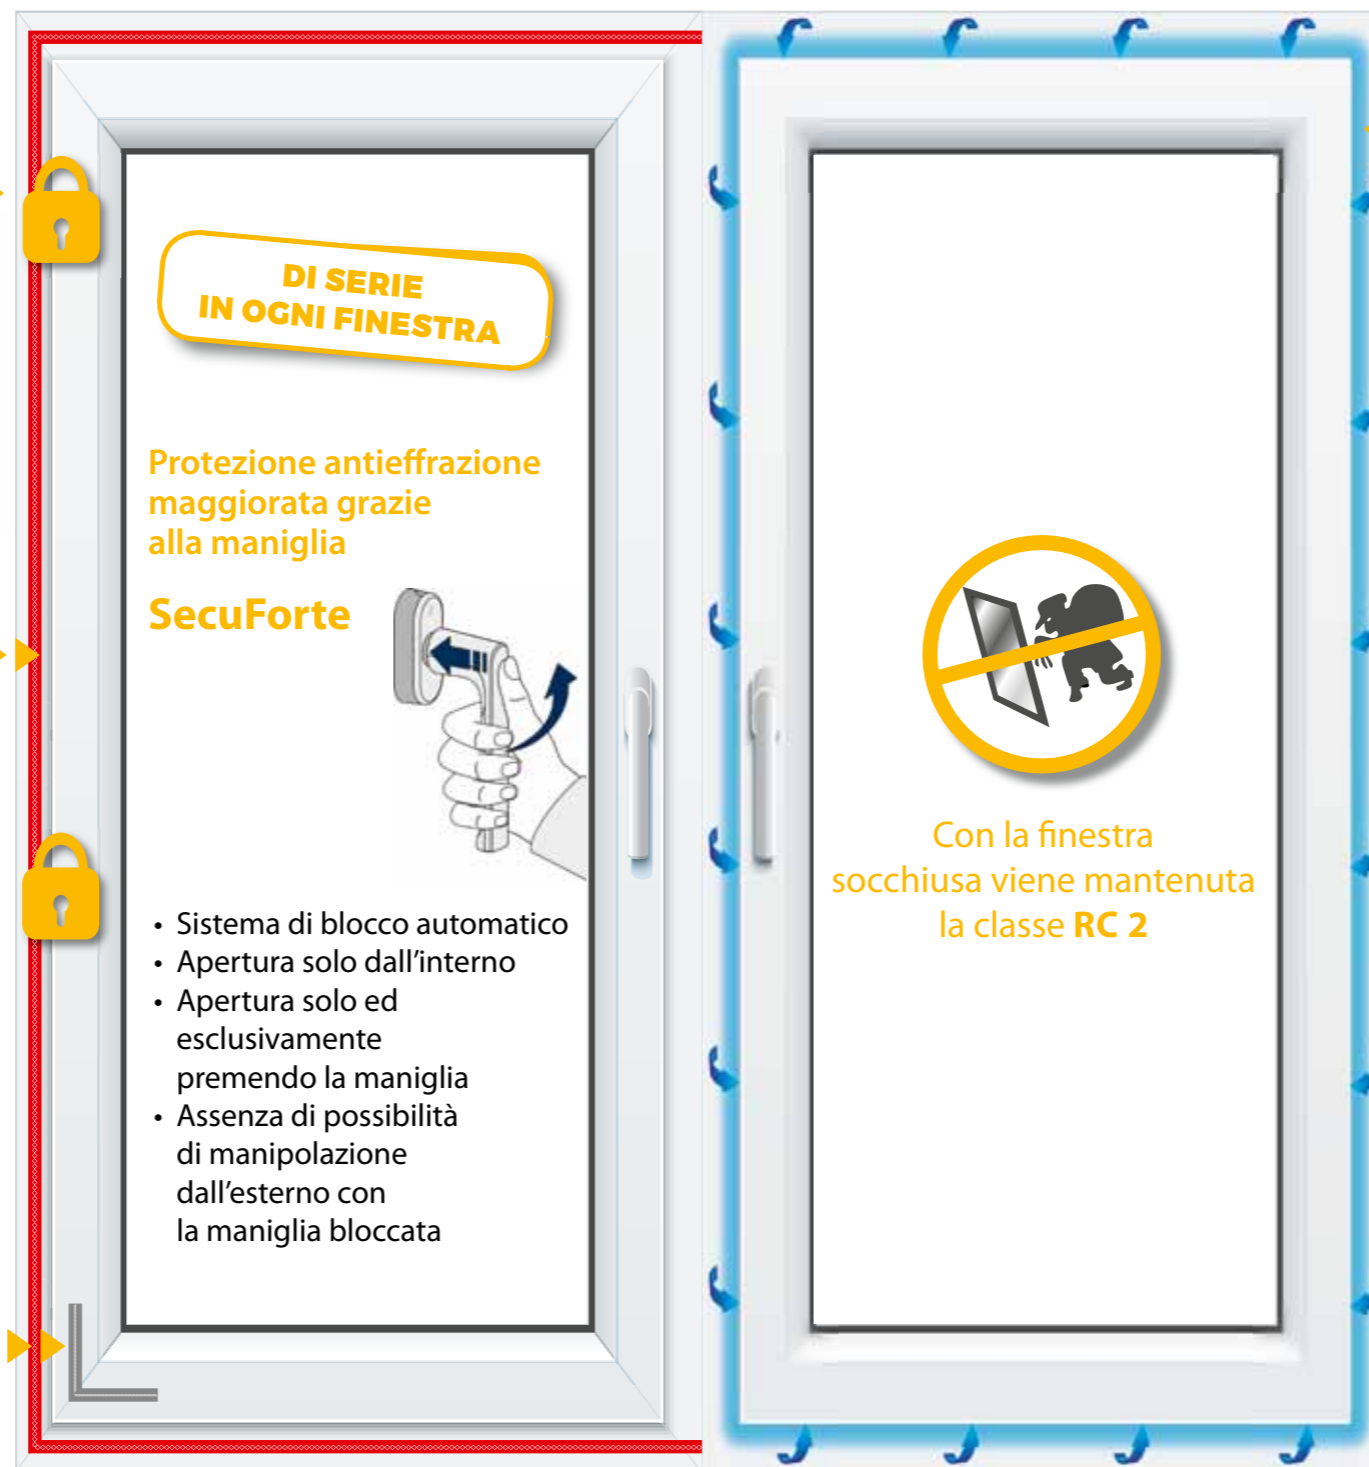 DI SERIE
IN OGNI FINESTRA
Protezione antieffrazione
maggiorata grazie
alla maniglia
SecuForte
• Sistema di blocco automatico
• Apertura solo dall'interno
• Apertura solo ed
esclusivamente
premendo la maniglia
• Assenza di possibilità
di manipolazione
dall'esterno con
la maniglia bloccata
Con la finestra
socchiusa viene mantenuta
la classe RC 2